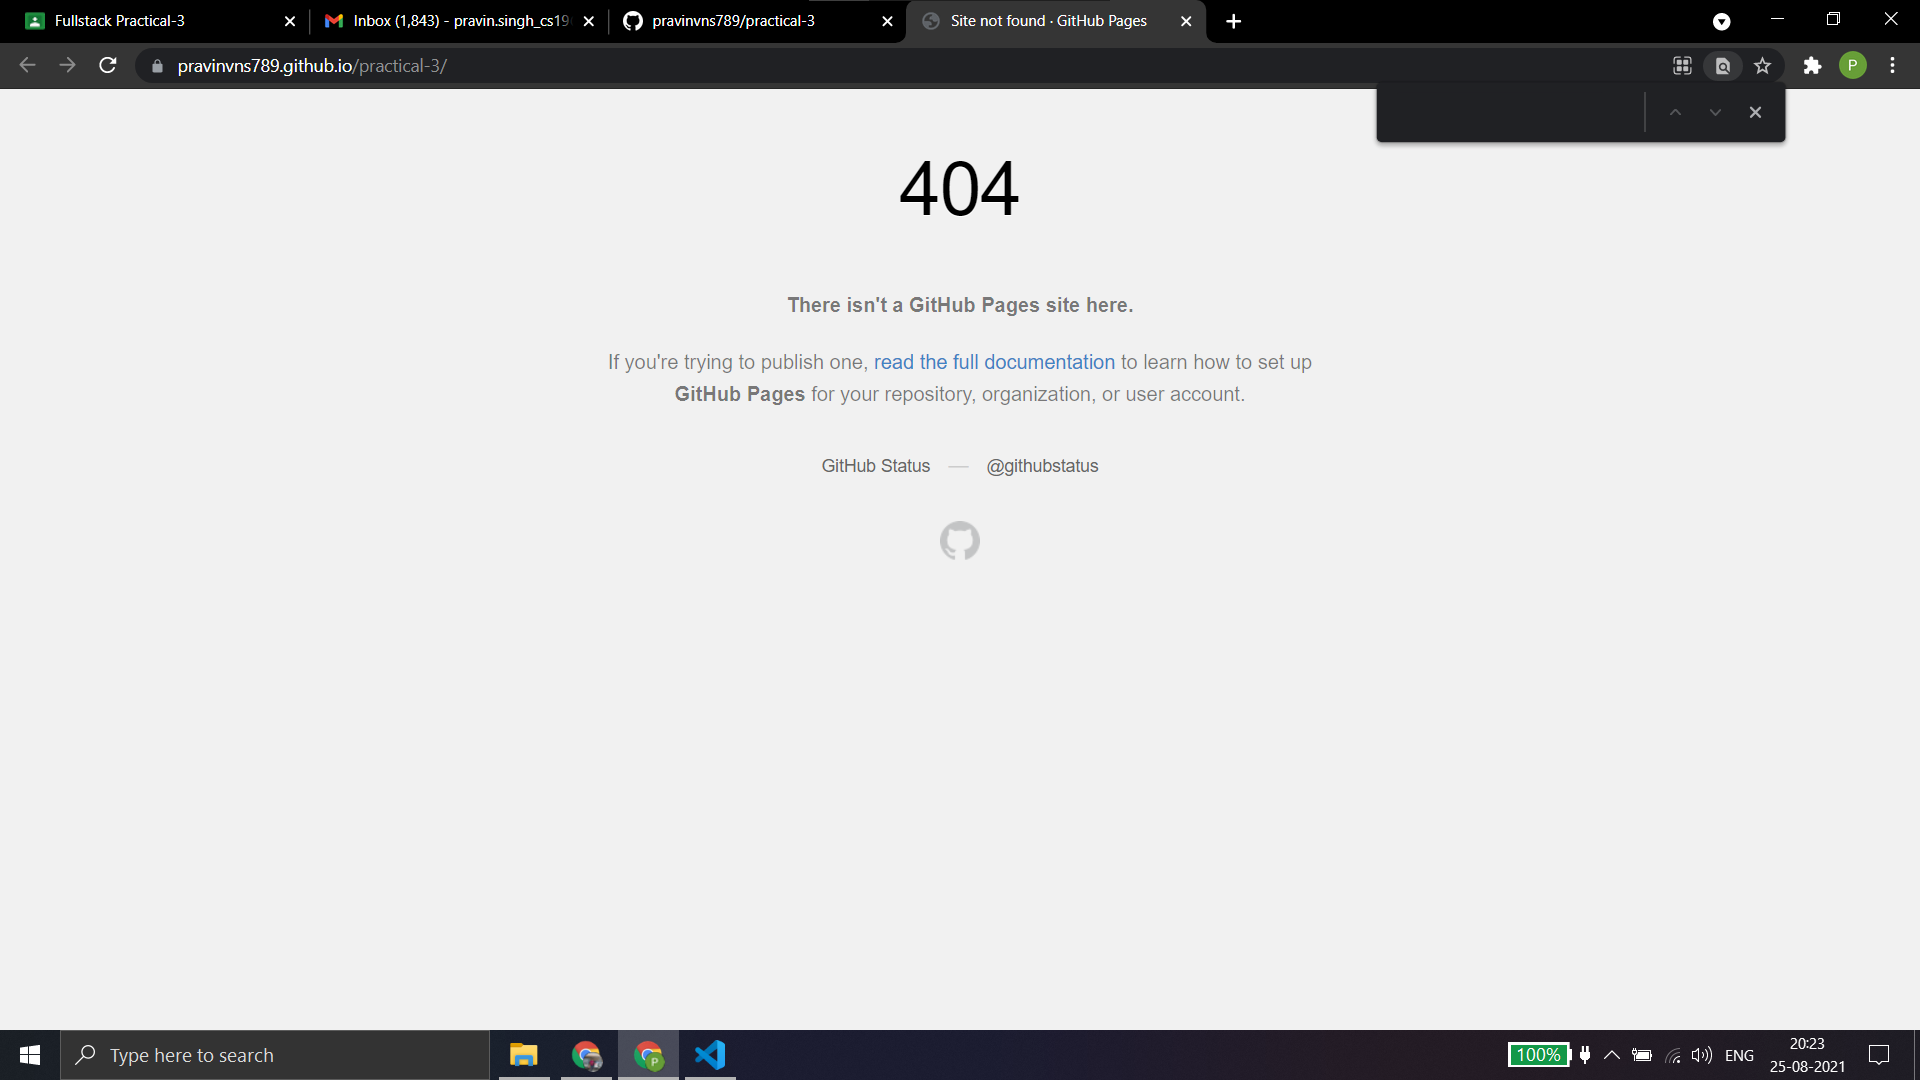 Fullstack Practical-3
Inbox (1,843) - pravin.singh_cs19
pravinvns789/practical-3
Site not found · GitHub Pages
pravinvns789.github.io/practical-3/
P
404
There isn't a GitHub Pages site here.
If you're trying to publish one, read the full documentation to learn how to set up
GitHub Pages for your repository, organization, or user account.
GitHub Status — @githubstatus
Type here to search
P
100%
ENG
20:23
25-08-2021